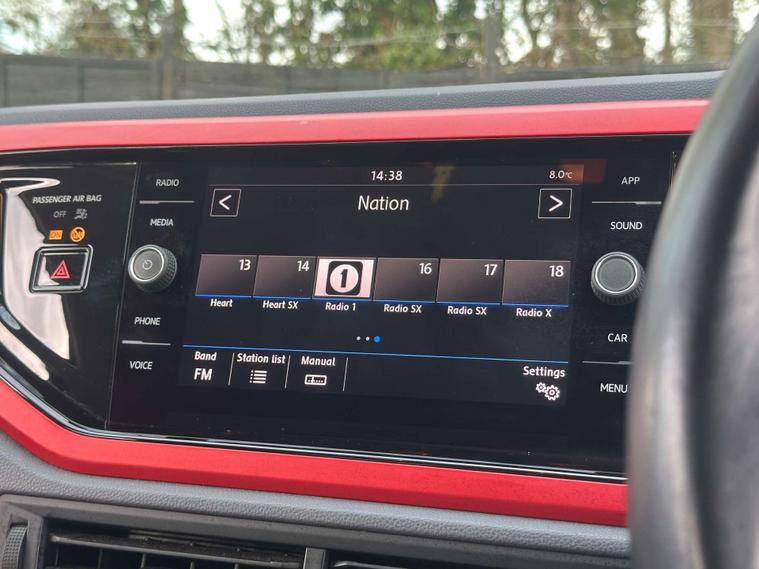 14:38
8.0°C
RADIO
APP
PASSENGER AIR BAG
OFF
ON
< Nation >
MEDIA
SOUND
13
14
1
16
17
18
Heart
Heart SX
Radio 1
Radio SX
Radio SX
Radio X
PHONE
CAR
VOICE
MENU
Band
Station list
Manual
Settings
FM